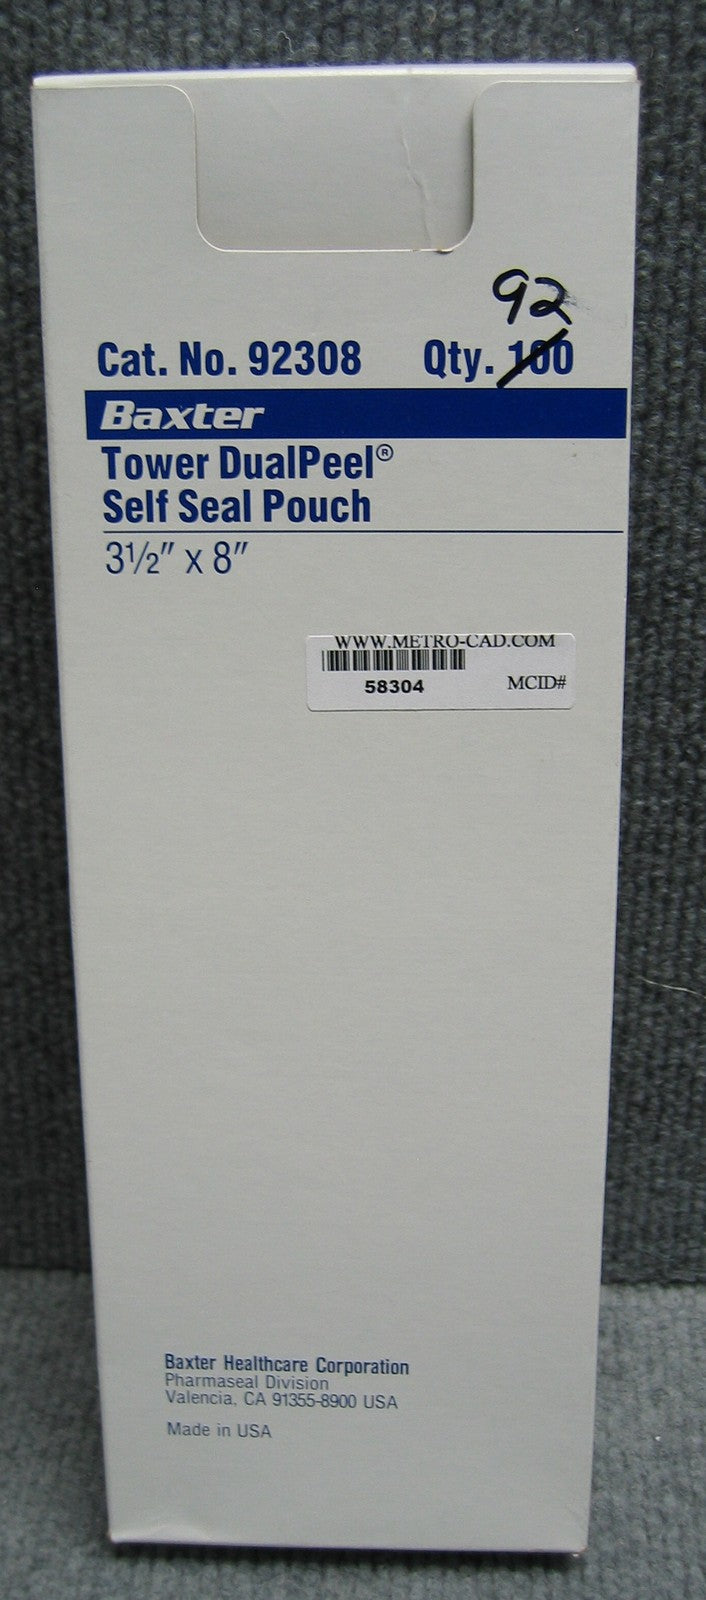 92
Cat. No. 92308 Qty. 100
Baxter
Tower DualPeel®
Self Seal Pouch
3½″ x 8″
WWW.METRO-CAD.COM
58304 MCID#
Baxter Healthcare Corporation
Pharmaseal Division
Valencia, CA 91355-8900 USA
Made in USA